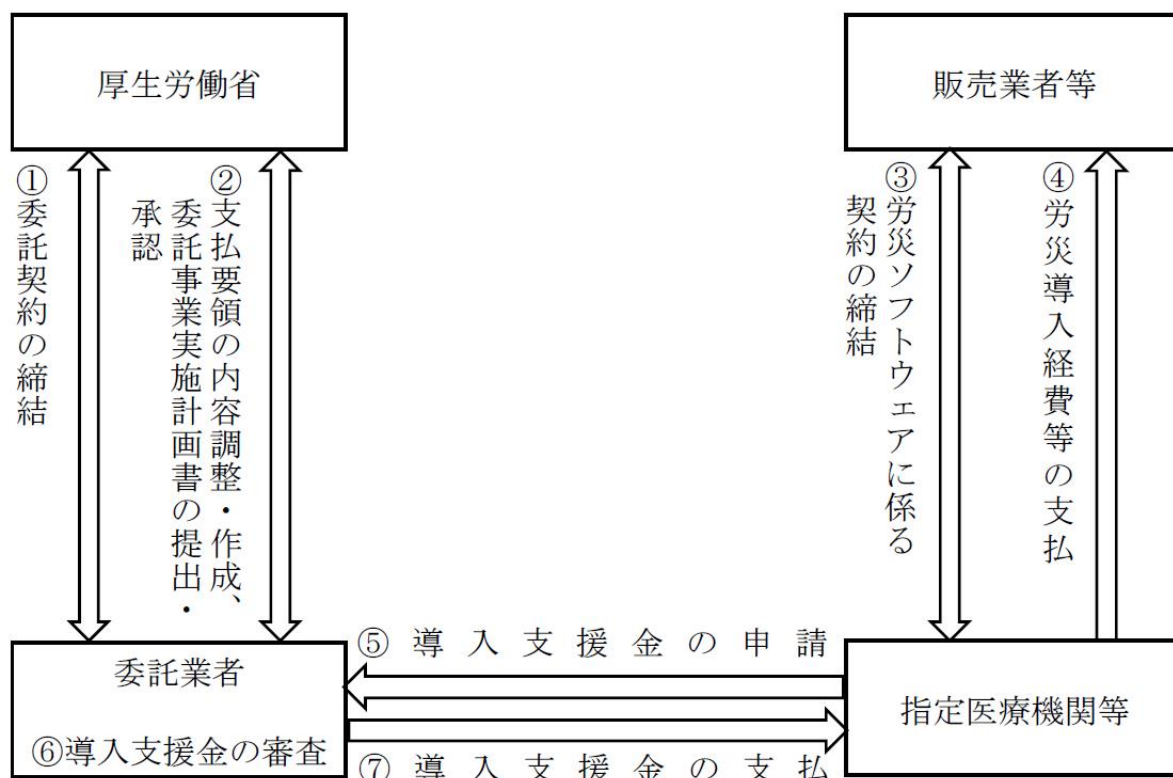 厚生労働省
販売業者等
①委託契約の締結
②支払要領の内容調整・作成、
委託事業実施計画書の提出・
承認
③労災ソフトウェアに係る
契約の締結
④労災導入経費等の支払
委託業者
⑥導入支援金の審査
⑤導入支援金の申請
⑦導入支援金の支払
指定医療機関等